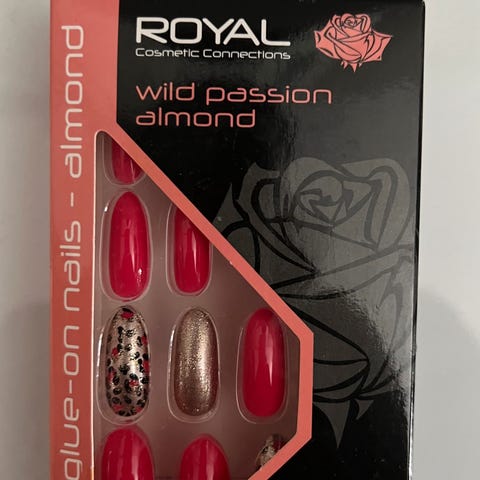 ROYAL
Cosmetic Connections
wild passion
almond
glue-on nails - almond